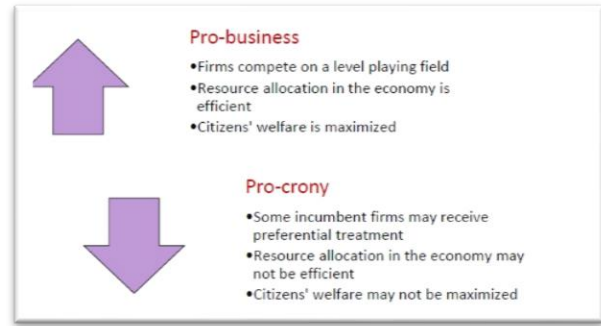 Pro-business
•Firms compete on a level playing field
•Resource allocation in the economy is
efficient
•Citizens' welfare is maximized
Pro-crony
•Some incumbent firms may receive
preferential treatment
•Resource allocation in the economy may
not be efficient
•Citizens' welfare may not be maximized